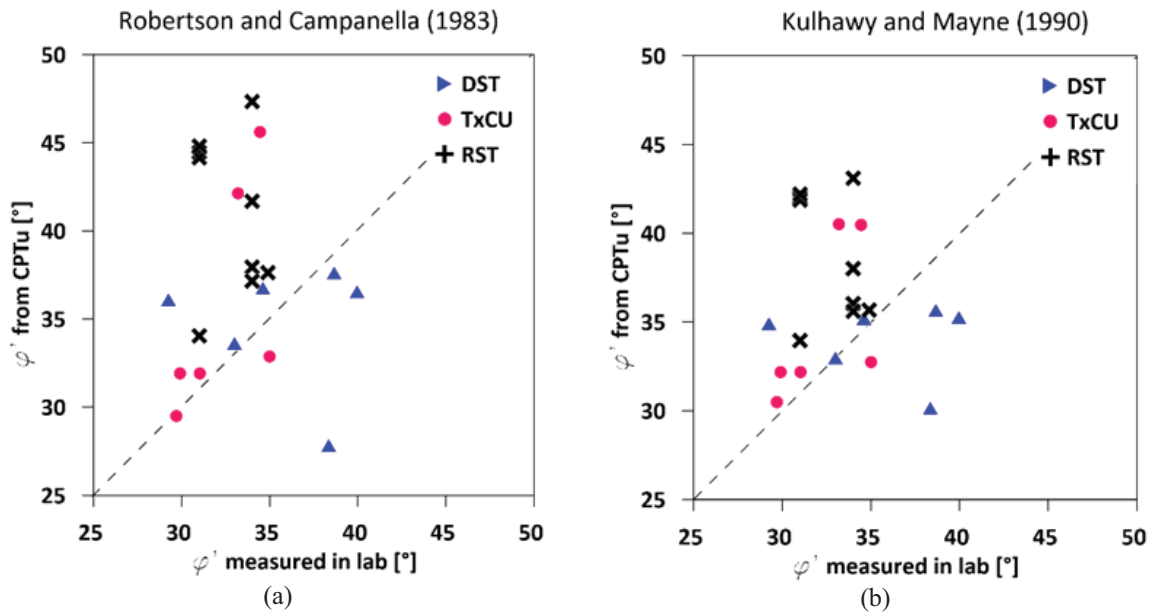 Robertson and Campanella (1983)
50
45
40
35
30
25
φ' from CPTu [°]
DST
TxCU
RST
25 30 35 40 45 50
φ' measured in lab [°]
(a)
Kulhawy and Mayne (1990)
50
45
40
35
30
25
φ' from CPTu [°]
DST
TxCU
RST
25 30 35 40 45 50
φ' measured in lab [°]
(b)